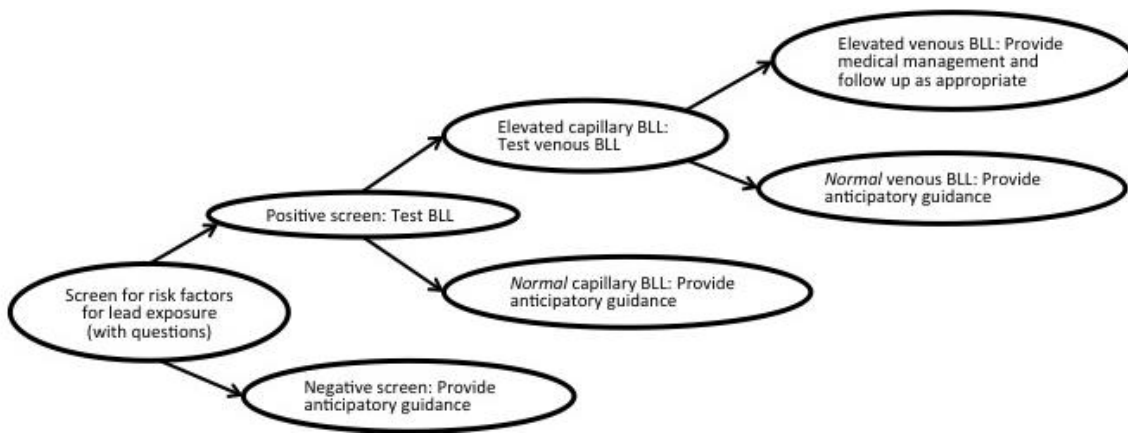 Elevated venous BLL: Provide
medical management and
follow up as appropriate
Elevated capillary BLL:
Test venous BLL
Normal venous BLL: Provide
anticipatory guidance
Positive screen: Test BLL
Normal capillary BLL: Provide
anticipatory guidance
Screen for risk factors
for lead exposure
(with questions)
Negative screen: Provide
anticipatory guidance